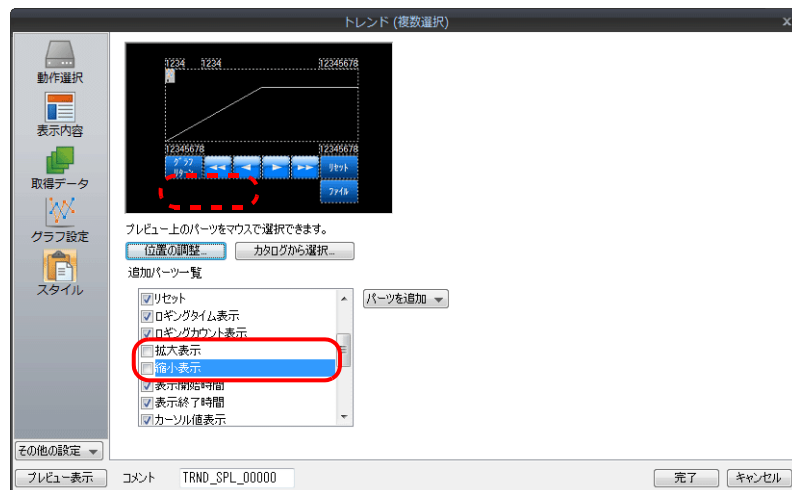 トレンド (複数選択)
x
動作選択
表示内容
取得データ
グラフ設定
スタイル
その他の設定
1234 1234 12345678
12345678 12345678
グラフ
リターン
リセット
ファイル
プレビュー上のパーツをマウスで選択できます。
位置の調整... カタログから選択...
追加パーツ一覧
リセット
ロギングタイム表示
ロギングカウント表示
拡大表示
縮小表示
表示開始時間
表示終了時間
カーソル値表示
パーツを追加
プレビュー表示 コメント TRND_SPL_00000 完了 キャンセル